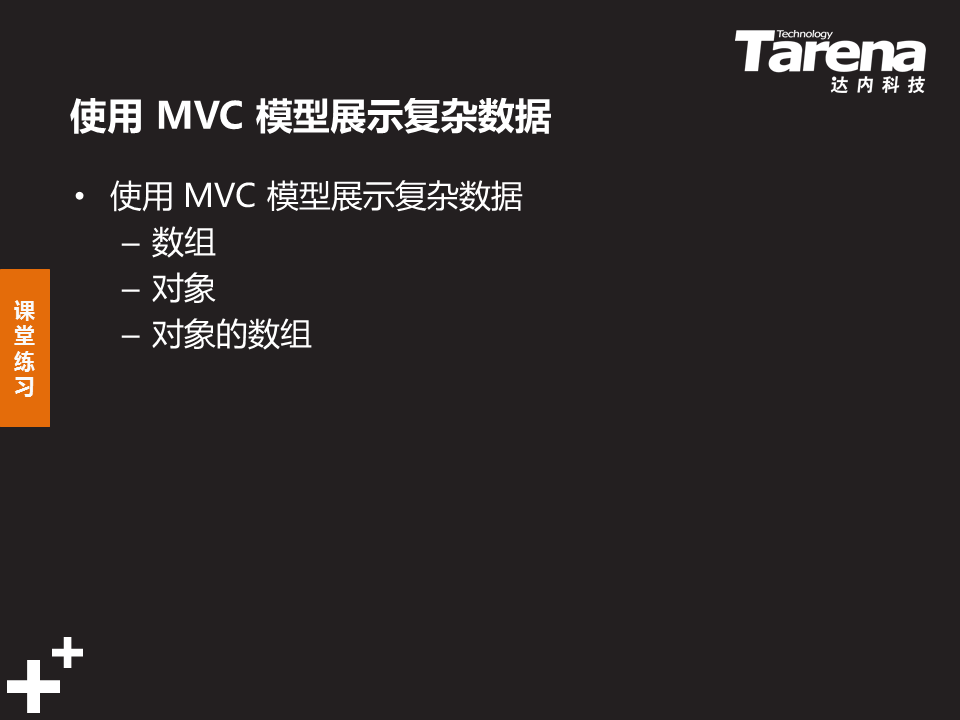 Technology
Tarena
达内科技
使用 MVC 模型展示复杂数据
• 使用 MVC 模型展示复杂数据
– 数组
– 对象
– 对象的数组
课
堂
练
习